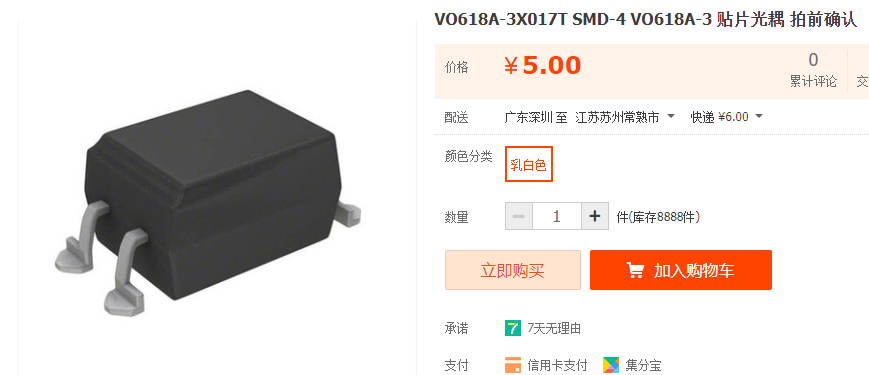 VO618A-3X017T SMD-4 VO618A-3 贴片光耦 拍前确认
价格 ¥5.00 0
累计评论 交
配送 广东深圳 至 江苏苏州常熟市 快递 ¥6.00
颜色分类 乳白色
数量 1 件(库存8888件)
立即购买 加入购物车
承诺 7 7天无理由
支付 信用卡支付 集分宝